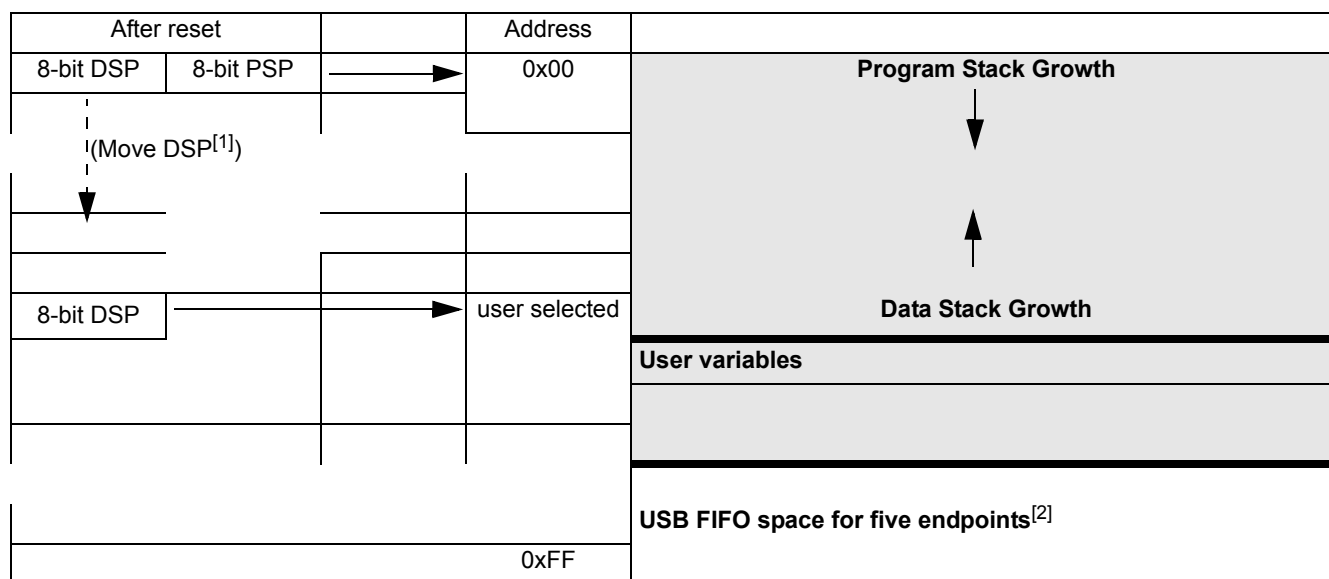 After reset Address
8-bit DSP 8-bit PSP 0x00 Program Stack Growth
(Move DSP[1])
8-bit DSP user selected Data Stack Growth
User variables
USB FIFO space for five endpoints[2]
0xFF